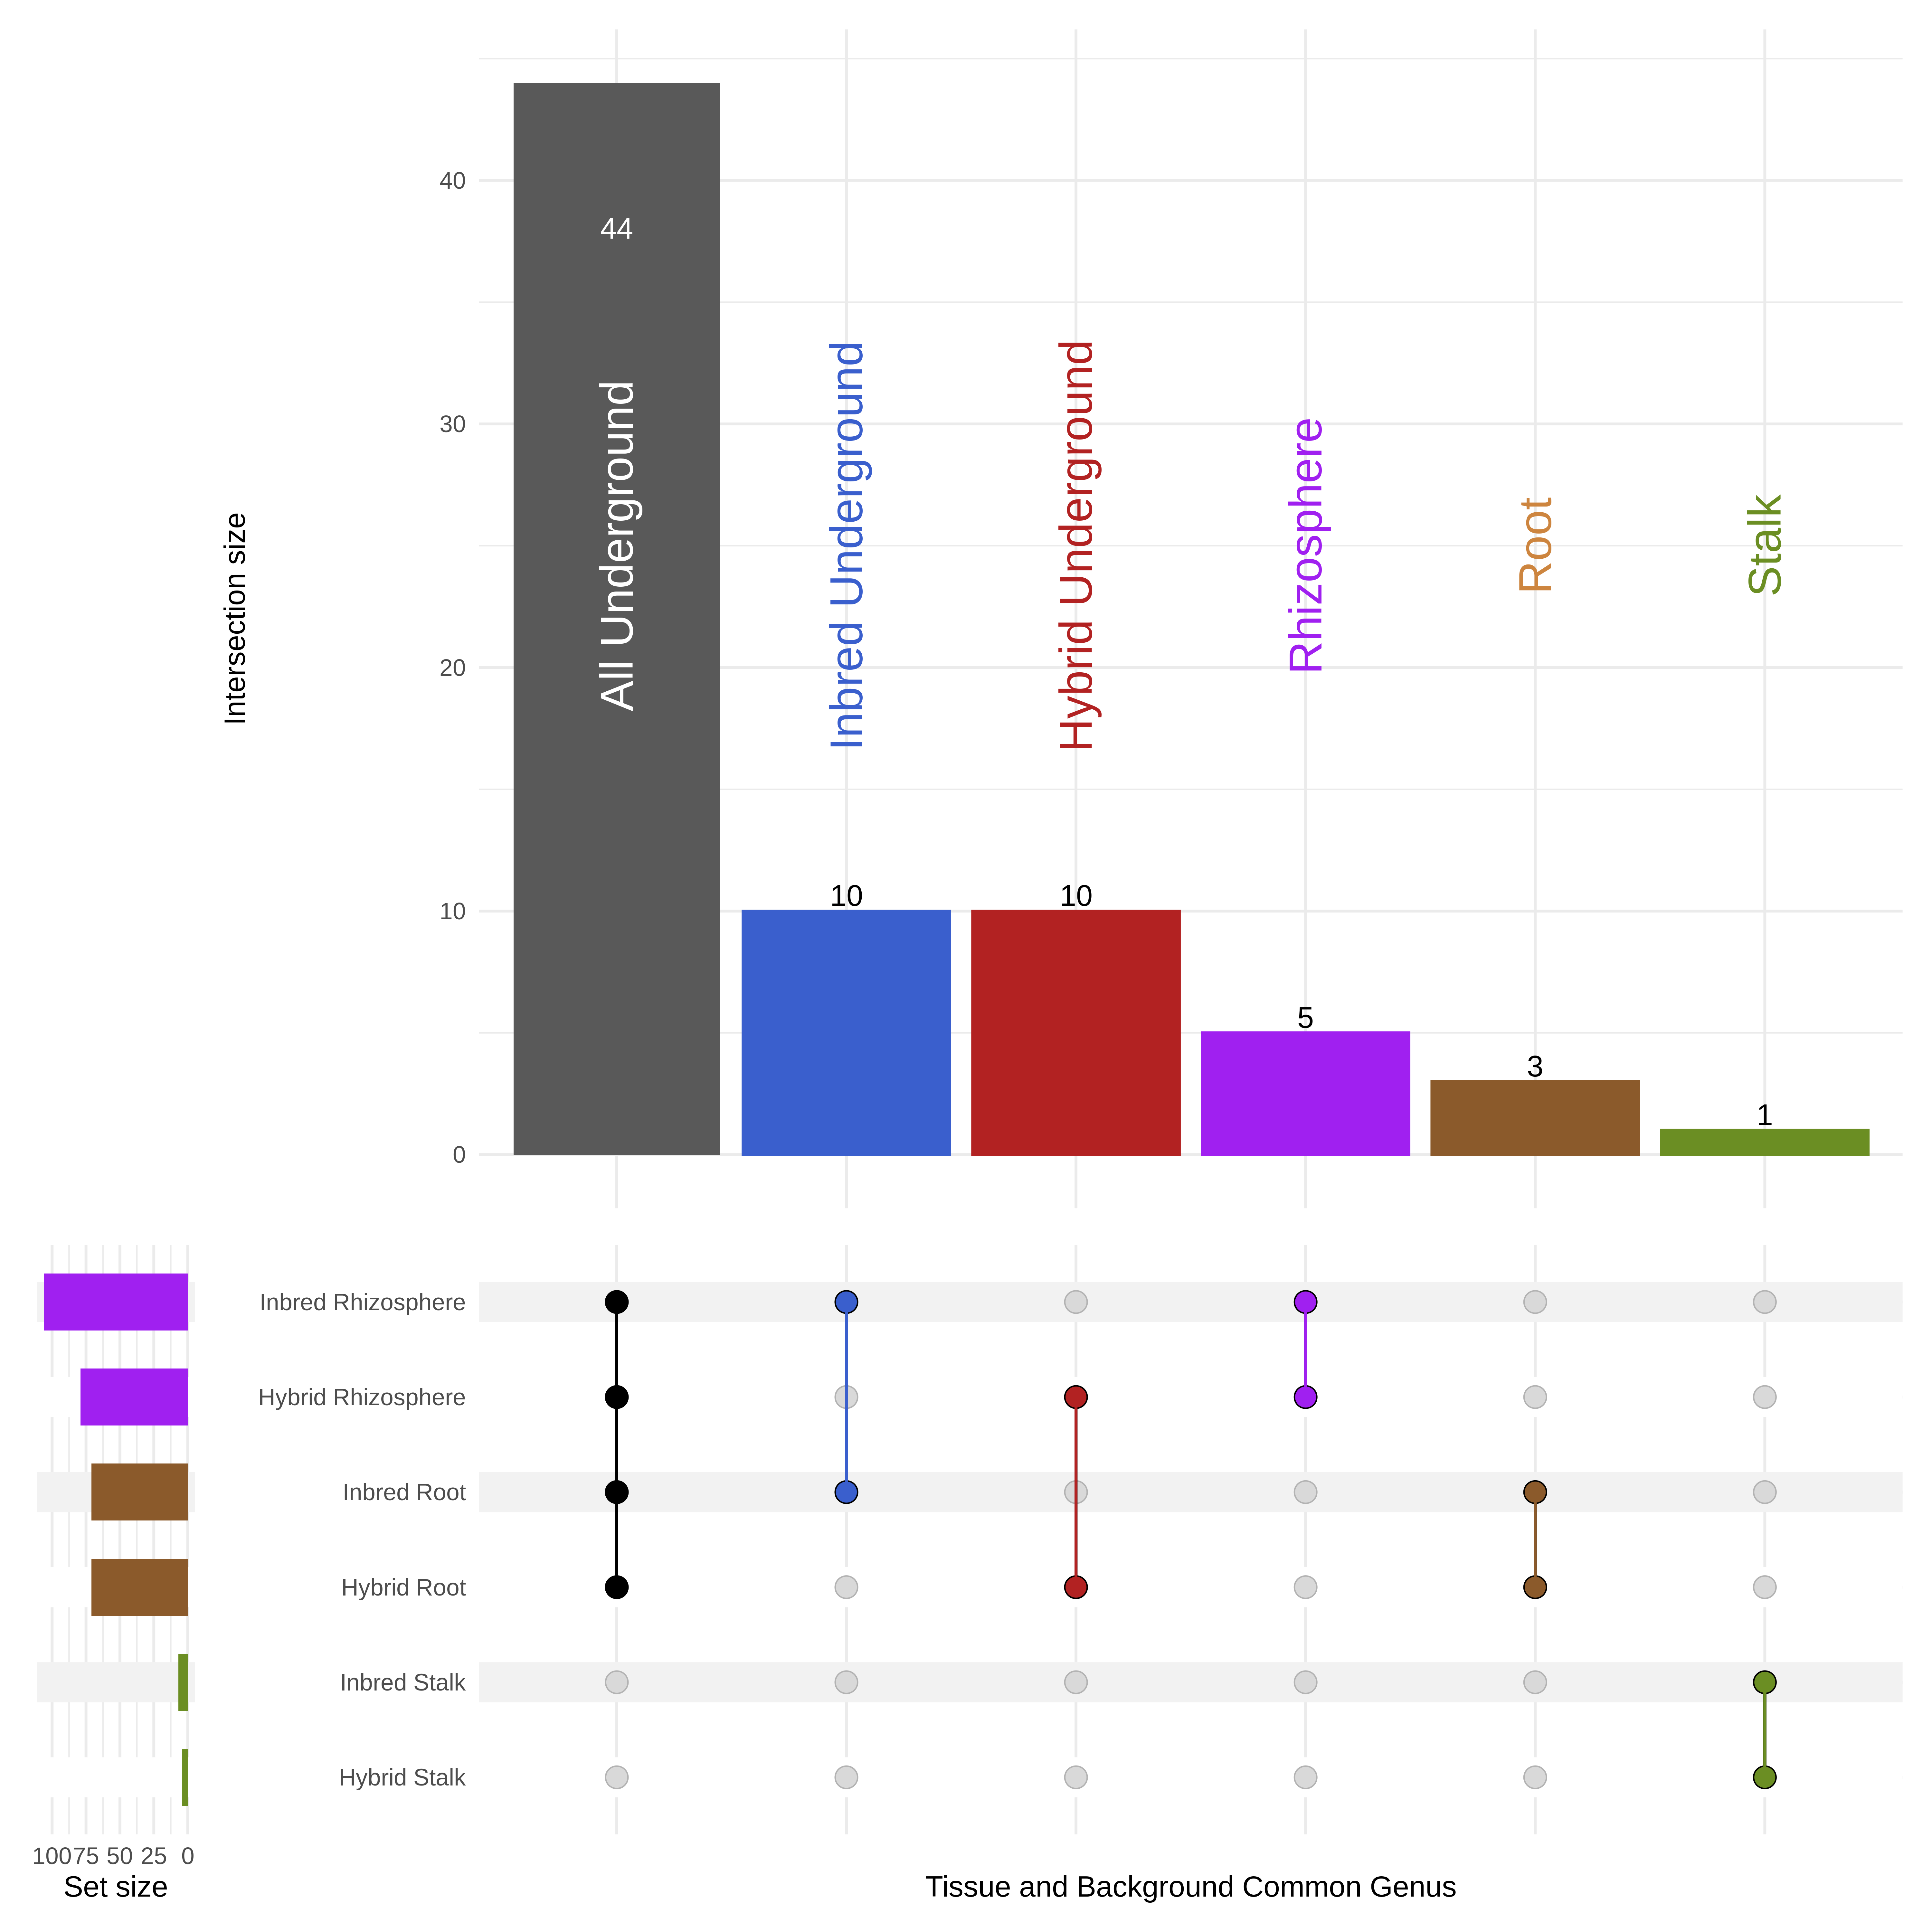 Intersection size
40
30
20
10
0
44
All Underground
Inbred Underground
Hybrid Underground
Rhizosphere
Root
Stalk
10
10
5
3
1
Inbred Rhizosphere
Hybrid Rhizosphere
Inbred Root
Hybrid Root
Inbred Stalk
Hybrid Stalk
100 75 50 25 0
Set size
Tissue and Background Common Genus